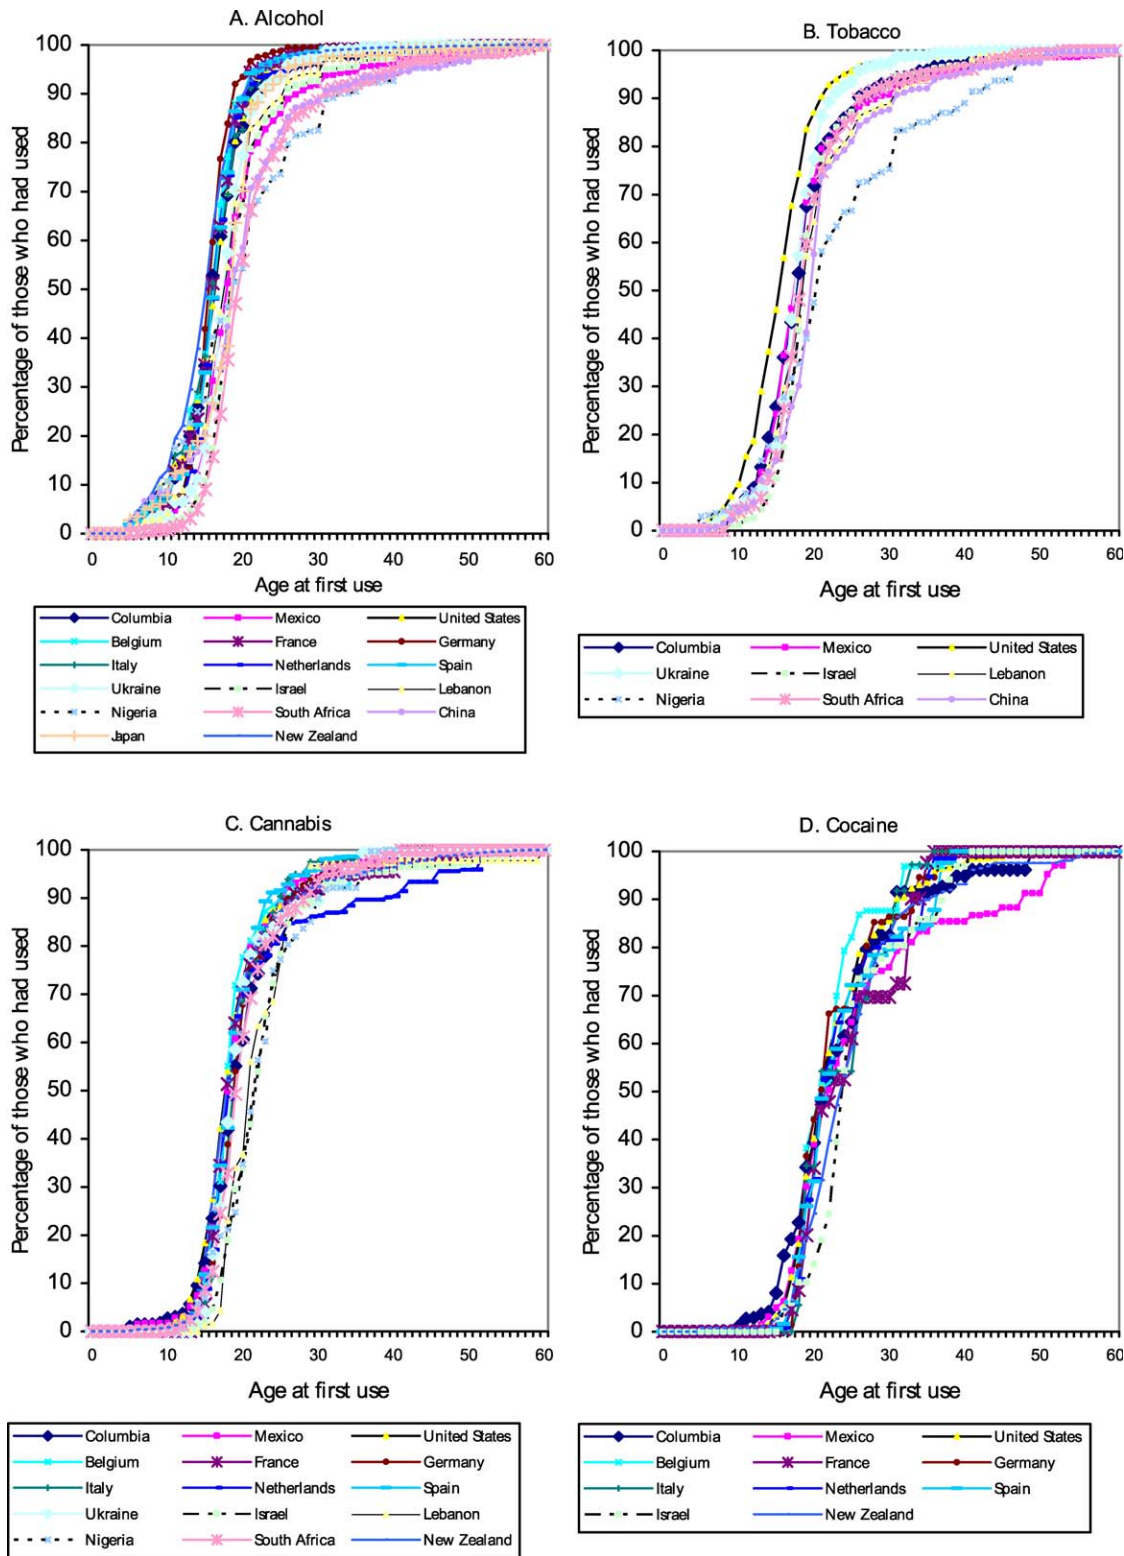 A. Alcohol
Percentage of those who had used
100
90
80
70
60
50
40
30
20
10
0
0 10 20 30 40 50 60
Age at first use
Columbia Mexico United States
Belgium France Germany
Italy Netherlands Spain
Ukraine Israel Lebanon
Nigeria South Africa China
Japan New Zealand
B. Tobacco
Percentage of those who had used
100
90
80
70
60
50
40
30
20
10
0
0 10 20 30 40 50 60
Age at first use
Columbia Mexico United States
Ukraine Israel Lebanon
Nigeria South Africa China
C. Cannabis
Percentage of those who had used
100
90
80
70
60
50
40
30
20
10
0
0 10 20 30 40 50 60
Age at first use
Columbia Mexico United States
Belgium France Germany
Italy Netherlands Spain
Ukraine Israel Lebanon
Nigeria South Africa New Zealand
D. Cocaine
Percentage of those who had used
100
90
80
70
60
50
40
30
20
10
0
0 10 20 30 40 50 60
Age at first use
Columbia Mexico United States
Belgium France Germany
Italy Netherlands Spain
Israel New Zealand